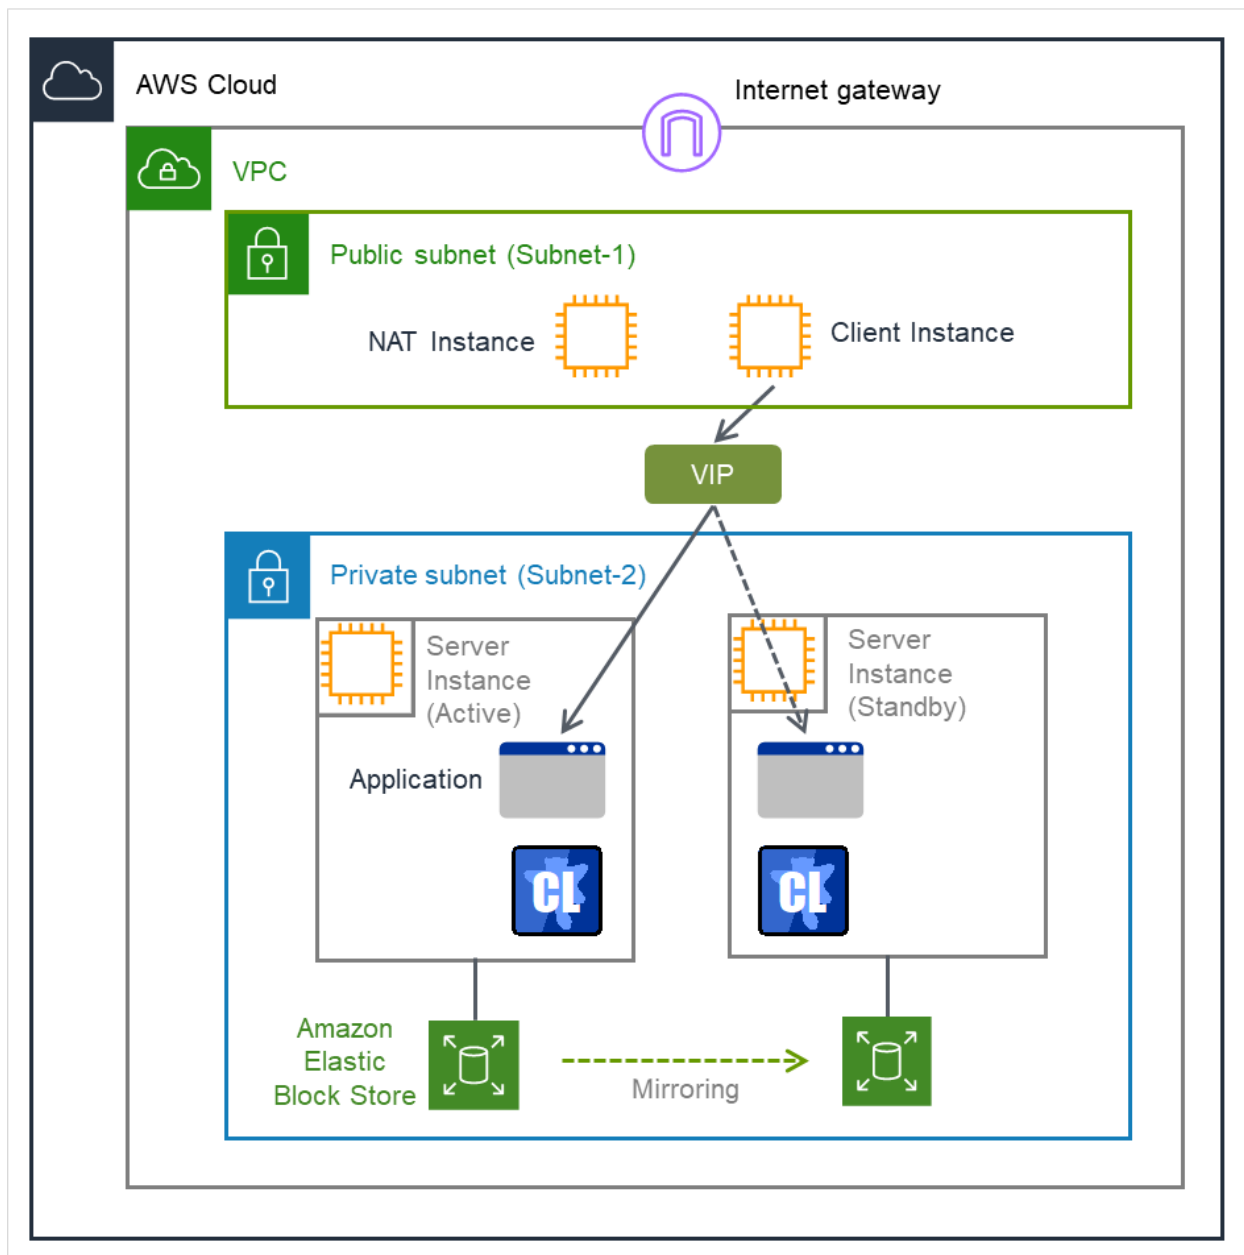 AWS Cloud
Internet gateway
VPC
Public subnet (Subnet-1)
NAT Instance
Client Instance
VIP
Private subnet (Subnet-2)
Server
Instance
(Active)
Server
Instance
(Standby)
Application
CL
CL
Amazon
Elastic
Block Store
Mirroring